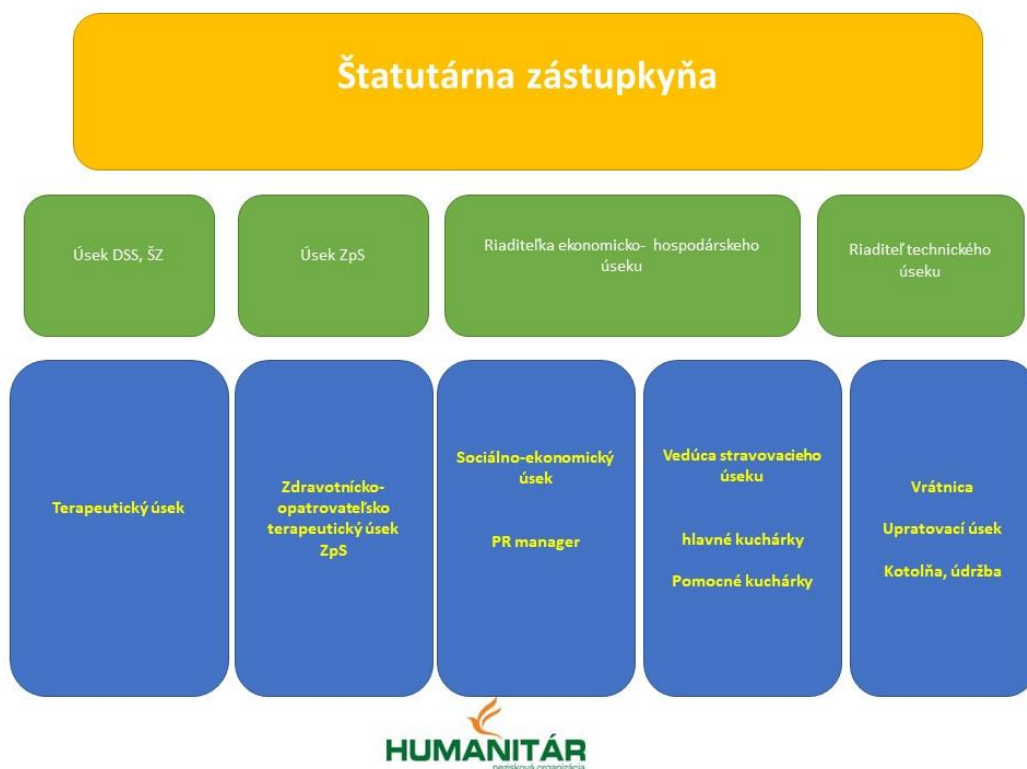 Štatutárna zástupkyňa
Úsek DSS, ŠZ
Úsek ZpS
Riaditeľka ekonomicko- hospodárskeho
úseku
Riaditeľ technického
úseku
Terapeutický úsek
Zdravotnícko-
opatrovateľsko
terapeutický úsek
ZpS
Sociálno-ekonomický
úsek
PR manager
Vedúca stravovacieho
úseku
hlavné kuchárky
Pomocné kuchárky
Vrátnica
Upratovací úsek
Kotolňa, údržba
HUMANITÁR
nezisková organizácia